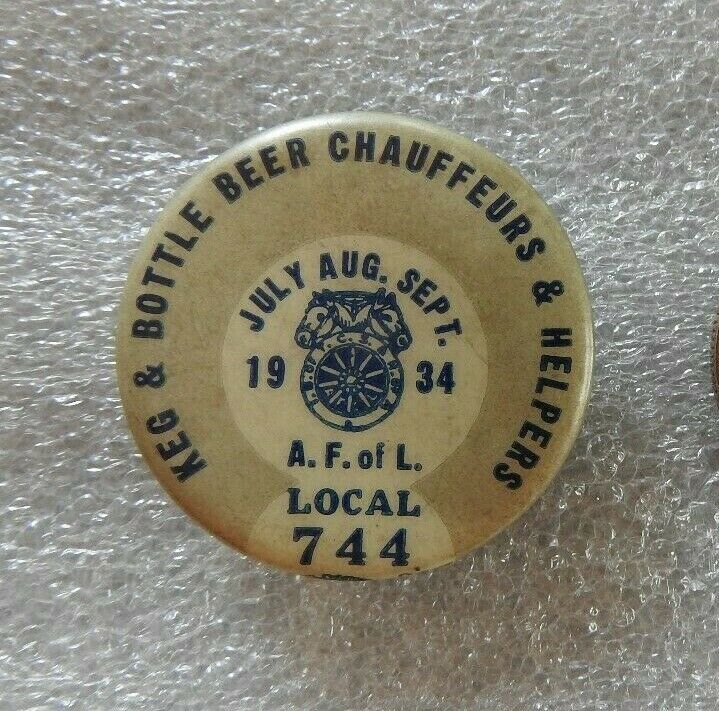 KEG & BOTTLE BEER CHAUFFEURS & HELPERS
JULY AUG. SEPT.
19 34
A. F. of L.
LOCAL
744